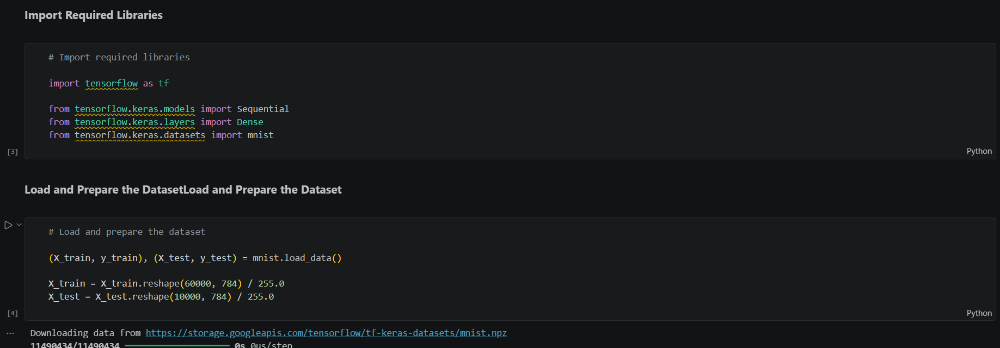 Import Required Libraries
# Import required libraries
import tensorflow as tf
from tensorflow.keras.models import Sequential
from tensorflow.keras.layers import Dense
from tensorflow.keras.datasets import mnist
[3]
Python
Load and Prepare the DatasetLoad and Prepare the Dataset
# Load and prepare the dataset
(X_train, y_train), (X_test, y_test) = mnist.load_data()
X_train = X_train.reshape(60000, 784) / 255.0
X_test = X_test.reshape(10000, 784) / 255.0
[4]
Python
... Downloading data from https://storage.googleapis.com/tensorflow/tf-keras-datasets/mnist.npz
11490434/11490434 0s 0us/step